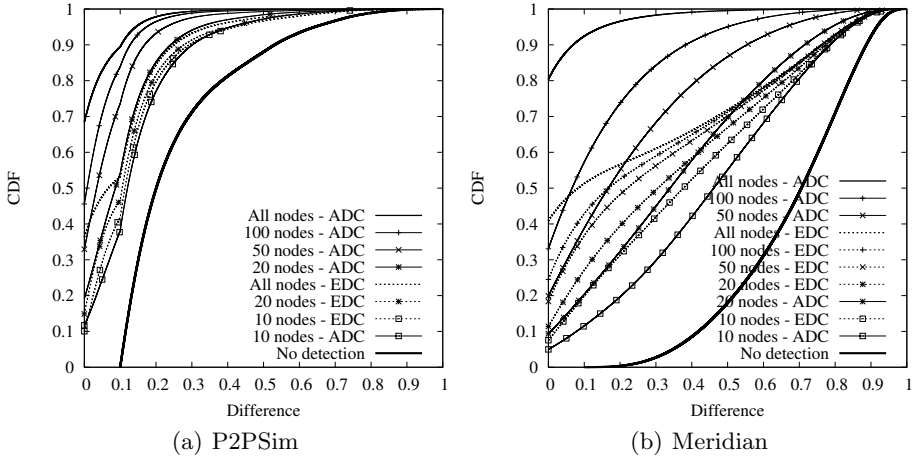 1
0.9
0.8
0.7
0.6
0.5
0.4
0.3
0.2
0.1
0
CDF
0 0.1 0.2 0.3 0.4 0.5 0.6 0.7 0.8 0.9 1
Difference
All nodes - ADC
100 nodes - ADC
50 nodes - ADC
20 nodes - ADC
All nodes - EDC
20 nodes - EDC
10 nodes - EDC
10 nodes - ADC
No detection
(a) P2PSim
1
0.9
0.8
0.7
0.6
0.5
0.4
0.3
0.2
0.1
0
CDF
0 0.1 0.2 0.3 0.4 0.5 0.6 0.7 0.8 0.9 1
Difference
All nodes - ADC
100 nodes - ADC
50 nodes - ADC
All nodes - EDC
100 nodes - EDC
50 nodes - EDC
20 nodes - EDC
20 nodes - ADC
10 nodes - EDC
10 nodes - ADC
No detection
(b) Meridian